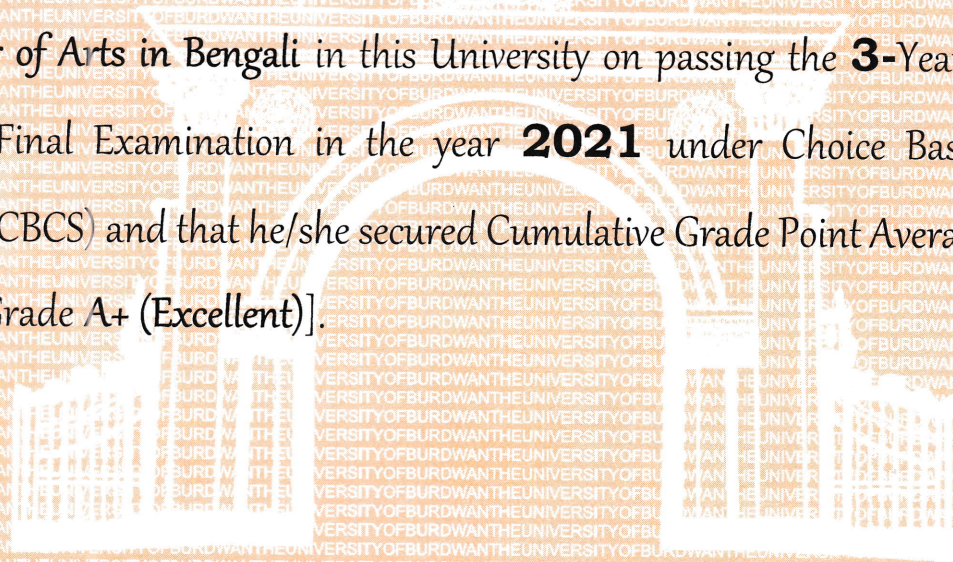 of Arts in Bengali in this University on passing the 3-Year
Final Examination in the year 2021 under Choice Bas
CBCS) and that he/she secured Cumulative Grade Point Avera
Grade A+ (Excellent)].